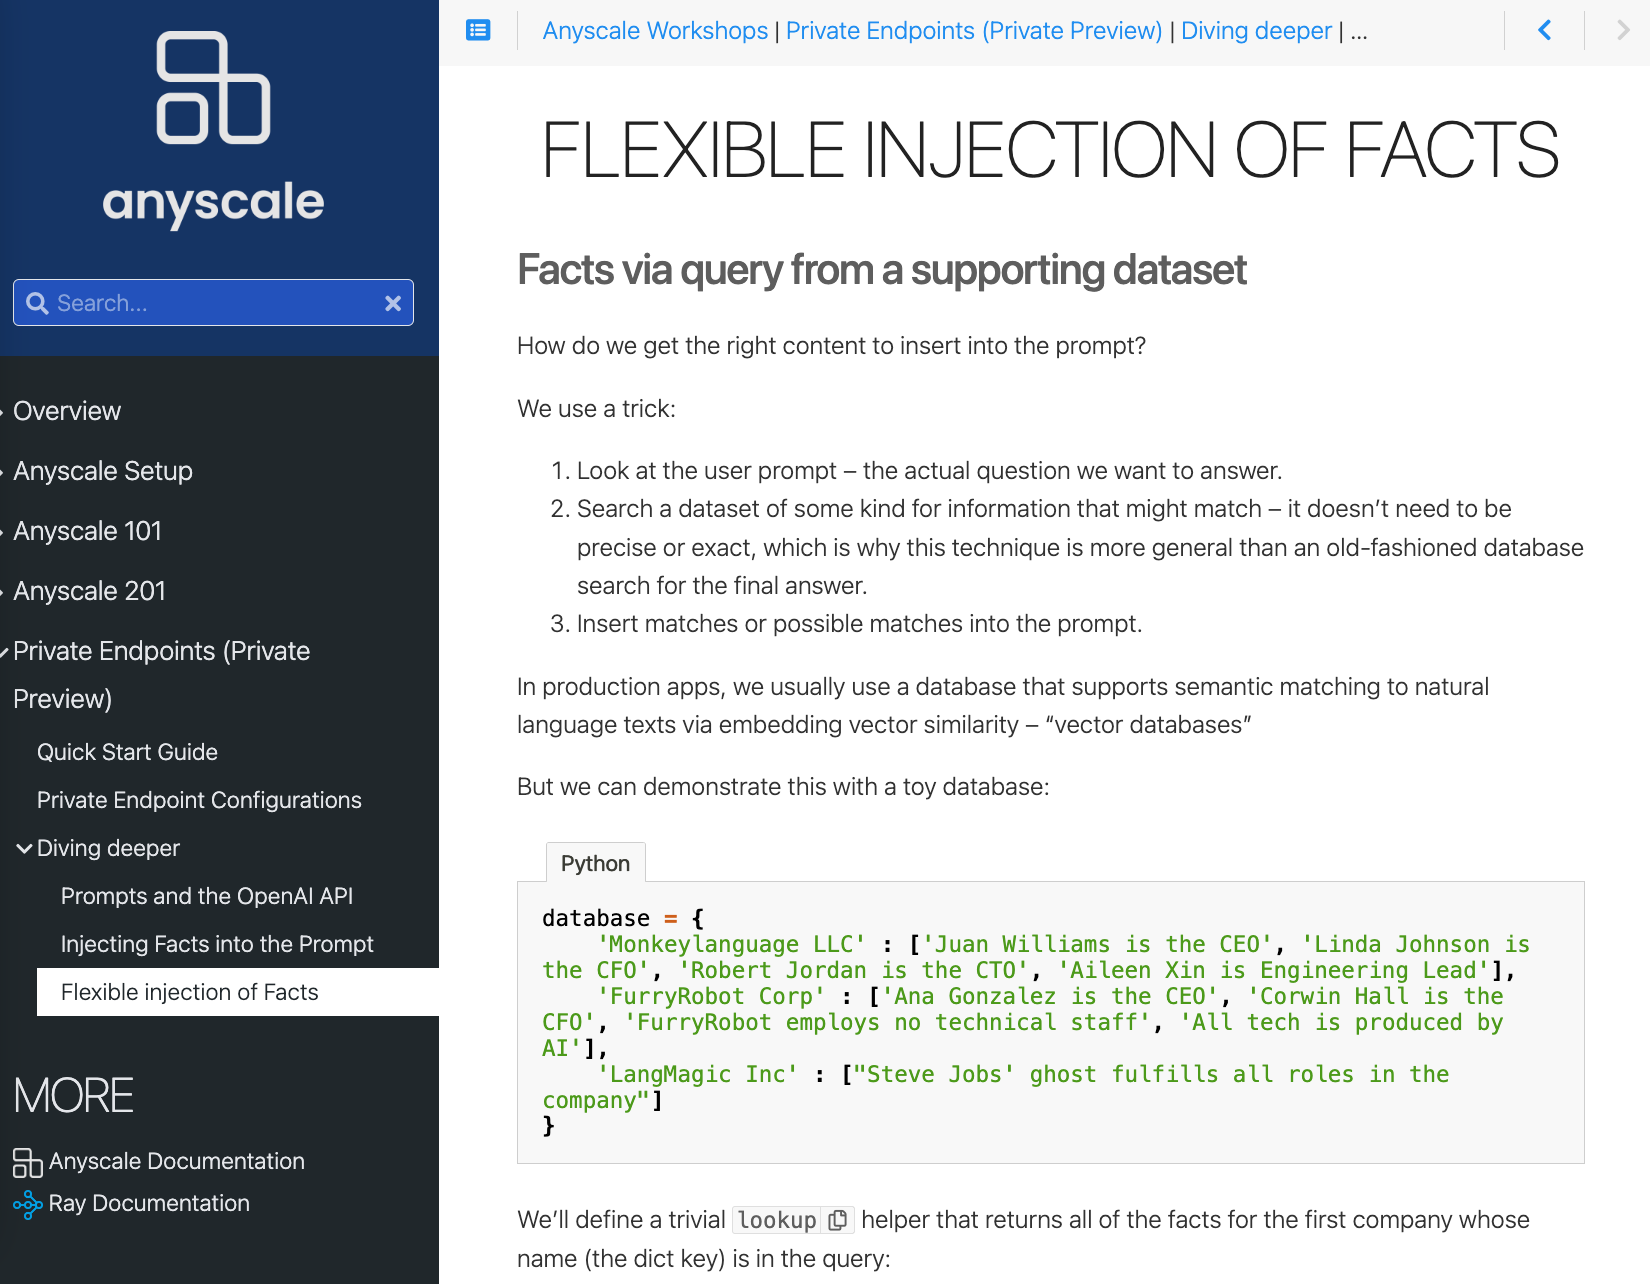 anyscale
Search...
Overview
Anyscale Setup
Anyscale 101
Anyscale 201
Private Endpoints (Private
Preview)
Quick Start Guide
Private Endpoint Configurations
Diving deeper
Prompts and the OpenAI API
Injecting Facts into the Prompt
Flexible injection of Facts
MORE
Anyscale Documentation
Ray Documentation
Anyscale Workshops | Private Endpoints (Private Preview) | Diving deeper | ...
FLEXIBLE INJECTION OF FACTS
Facts via query from a supporting dataset
How do we get the right content to insert into the prompt?
We use a trick:
1. Look at the user prompt – the actual question we want to answer.
2. Search a dataset of some kind for information that might match – it doesn’t need to be
precise or exact, which is why this technique is more general than an old-fashioned database
search for the final answer.
3. Insert matches or possible matches into the prompt.
In production apps, we usually use a database that supports semantic matching to natural
language texts via embedding vector similarity – “vector databases”
But we can demonstrate this with a toy database:
Python
database = {
    'Monkeylanguage LLC' : ['Juan Williams is the CEO', 'Linda Johnson is
the CFO', 'Robert Jordan is the CTO', 'Aileen Xin is Engineering Lead'],
    'FurryRobot Corp' : ['Ana Gonzalez is the CEO', 'Corwin Hall is the
CFO', 'FurryRobot employs no technical staff', 'All tech is produced by
AI'],
    'LangMagic Inc' : ["Steve Jobs' ghost fulfills all roles in the
company"]
}
We’ll define a trivial lookup helper that returns all of the facts for the first company whose
name (the dict key) is in the query: